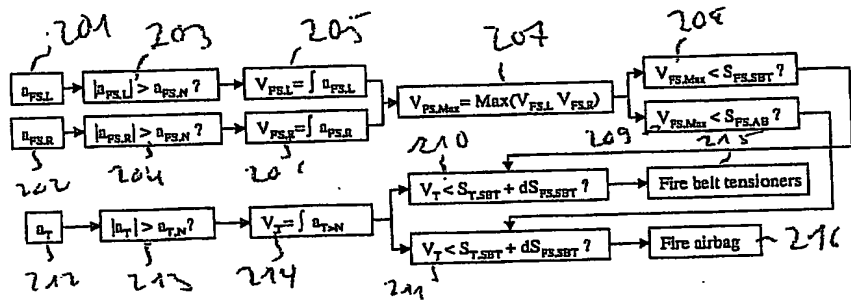 201 203 205 207 208
a_FS.L |a_FS.L| > a_FS.N ? V_FS.L = ∫ a_FS.L V_FS.Max < S_FS.SBT ?
V_FS.Max = Max(V_FS.L V_FS.R)
a_FS.R |a_FS.R| > a_FS.N ? V_FS.R = ∫ a_FS.R V_FS.Max < S_FS.AB ?
202 204 210 209 215
V_T < S_T.SBT + dS_FS.SBT ? Fire belt tensioners
a_T |a_T| > a_T.N ? V_T = ∫ a_T>N
V_T < S_T.SBT + dS_FS.SBT ? Fire airbag 216
212 213 214 211